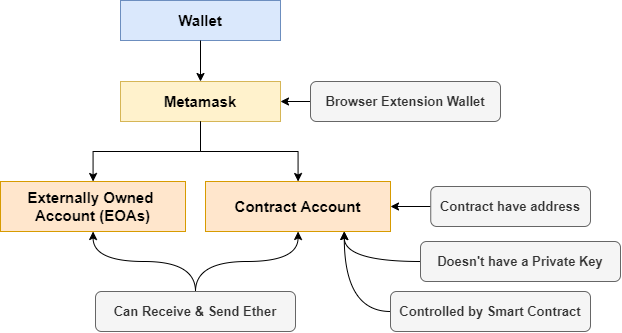 Wallet
Metamask
Browser Extension Wallet
Externally Owned
Account (EOAs)
Contract Account
Contract have address
Doesn't have a Private Key
Can Receive & Send Ether
Controlled by Smart Contract